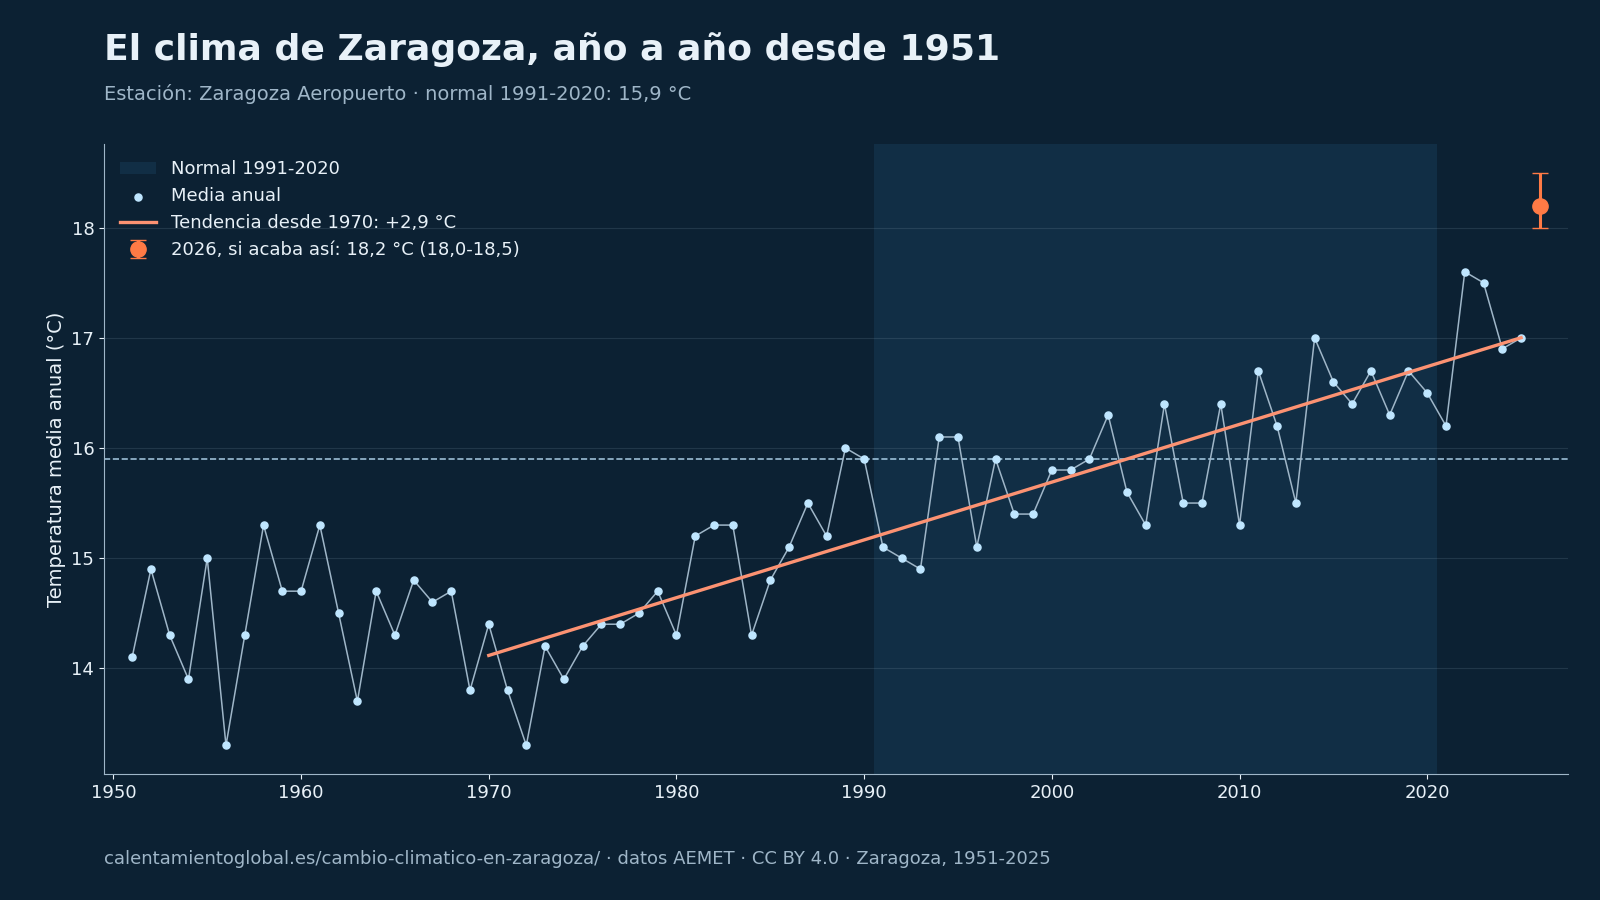 El clima de Zaragoza, año a año desde 1951
Estación: Zaragoza Aeropuerto · normal 1991-2020: 15,9 °C
Normal 1991-2020
Media anual
Tendencia desde 1970: +2,9 °C
2026, si acaba así: 18,2 °C (18,0-18,5)
Temperatura media anual (°C)
18
17
16
15
14
1950 1960 1970 1980 1990 2000 2010 2020
calentamientoglobal.es/cambio-climatico-en-zaragoza/ · datos AEMET · CC BY 4.0 · Zaragoza, 1951-2025